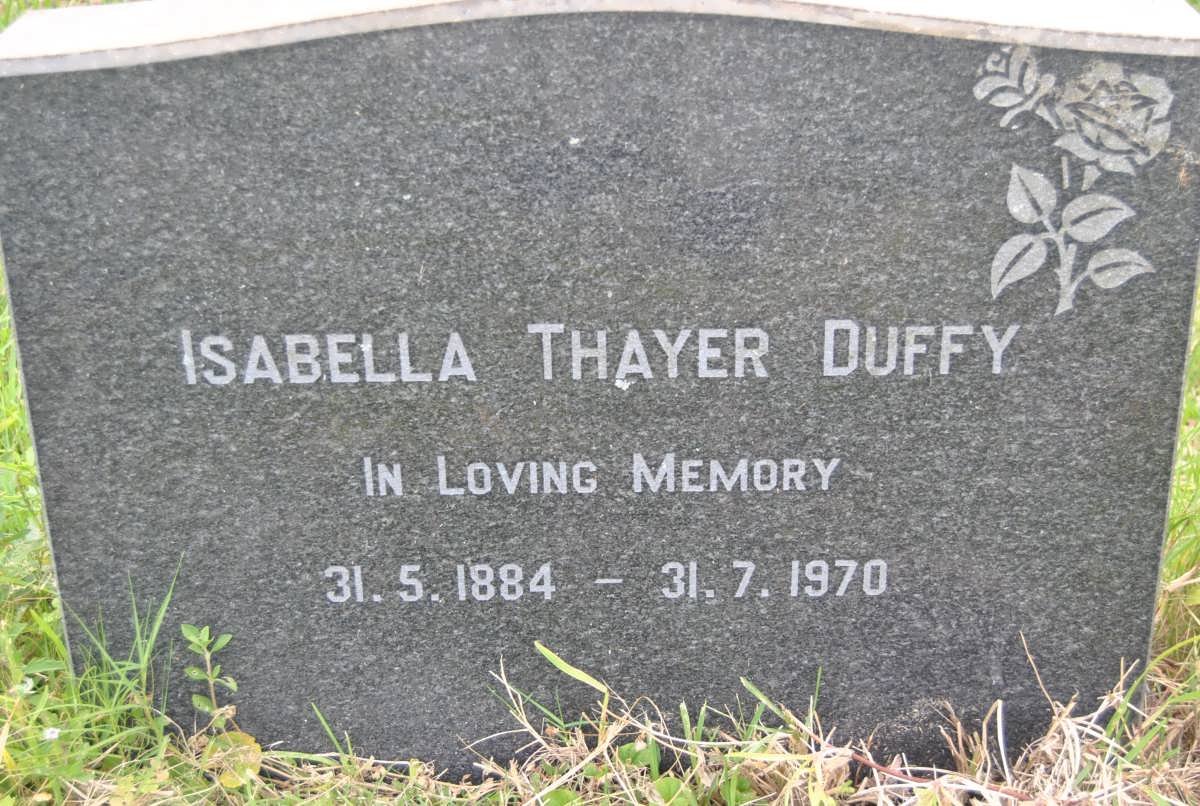 ISABELLA THAYER DUFFY
IN LOVING MEMORY
31.5.1884 – 31.7.1970